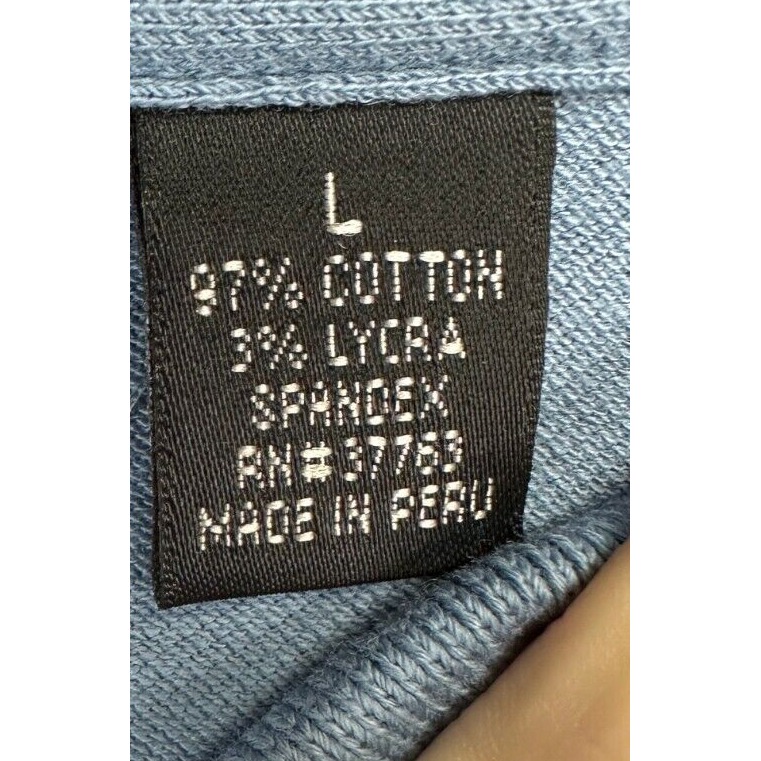 L
97% COTTON
3% LYCRA
SPANDEX
RN# 37763
MADE IN PERU